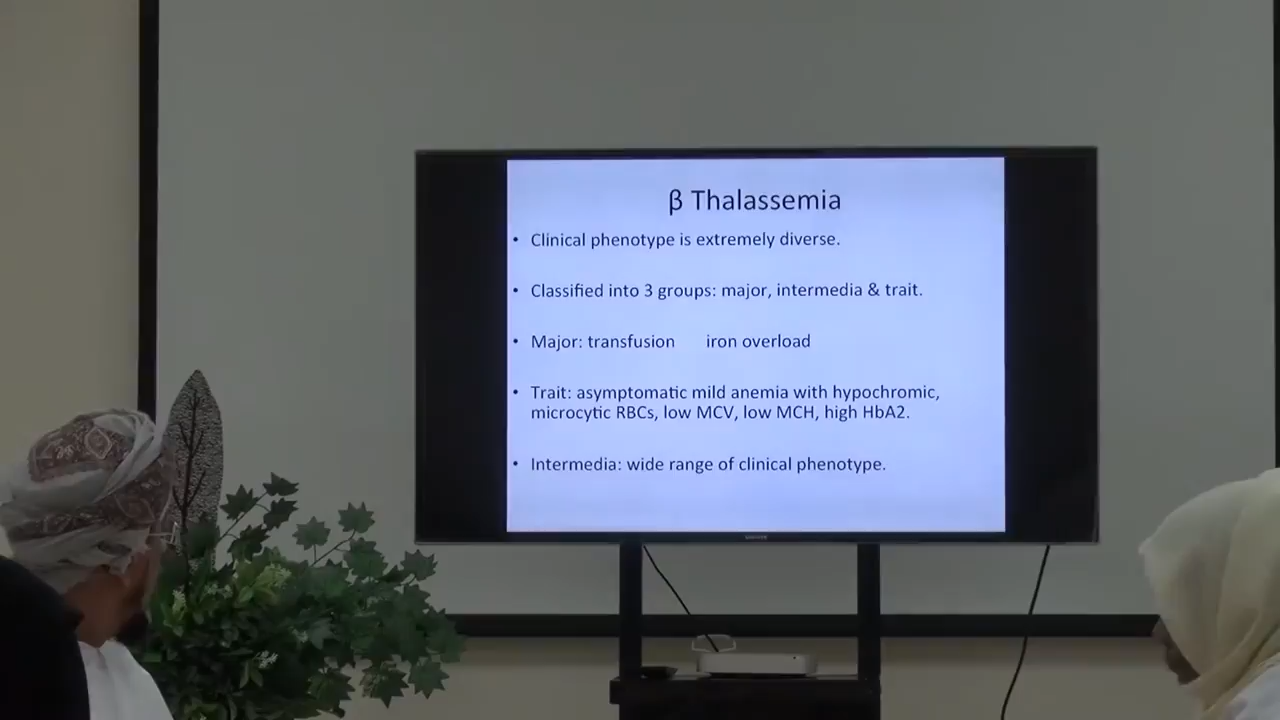 β Thalassemia
• Clinical phenotype is extremely diverse.
• Classified into 3 groups: major, intermedia & trait.
• Major: transfusion iron overload
• Trait: asymptomatic mild anemia with hypochromic,
microcytic RBCs, low MCV, low MCH, high HbA2.
• Intermedia: wide range of clinical phenotype.